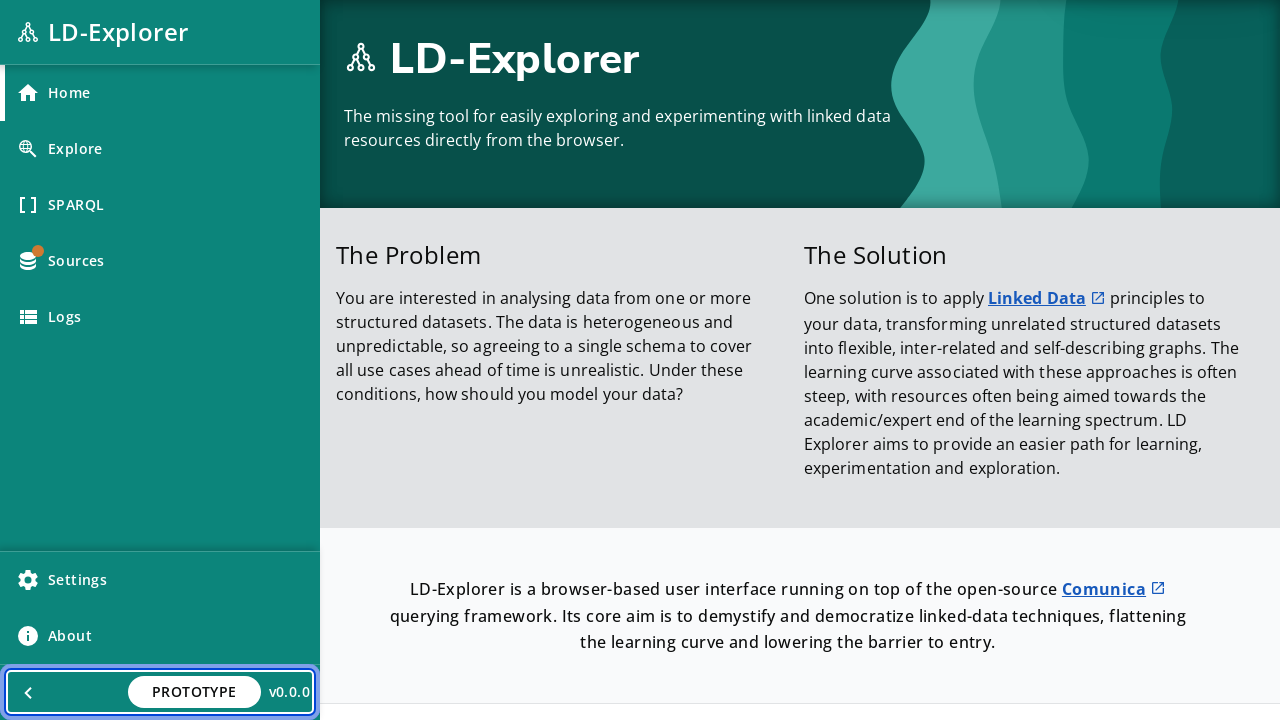 LD-Explorer
Home
Explore
SPARQL
Sources
Logs
Settings
About
PROTOTYPE v0.0.0
LD-Explorer
The missing tool for easily exploring and experimenting with linked data
resources directly from the browser.
The Problem
You are interested in analysing data from one or more
structured datasets. The data is heterogeneous and
unpredictable, so agreeing to a single schema to cover
all use cases ahead of time is unrealistic. Under these
conditions, how should you model your data?
The Solution
One solution is to apply Linked Data principles to
your data, transforming unrelated structured datasets
into flexible, inter-related and self-describing graphs. The
learning curve associated with these approaches is often
steep, with resources often being aimed towards the
academic/expert end of the learning spectrum. LD
Explorer aims to provide an easier path for learning,
experimentation and exploration.
LD-Explorer is a browser-based user interface running on top of the open-source Comunica
querying framework. Its core aim is to demystify and democratize linked-data techniques, flattening
the learning curve and lowering the barrier to entry.